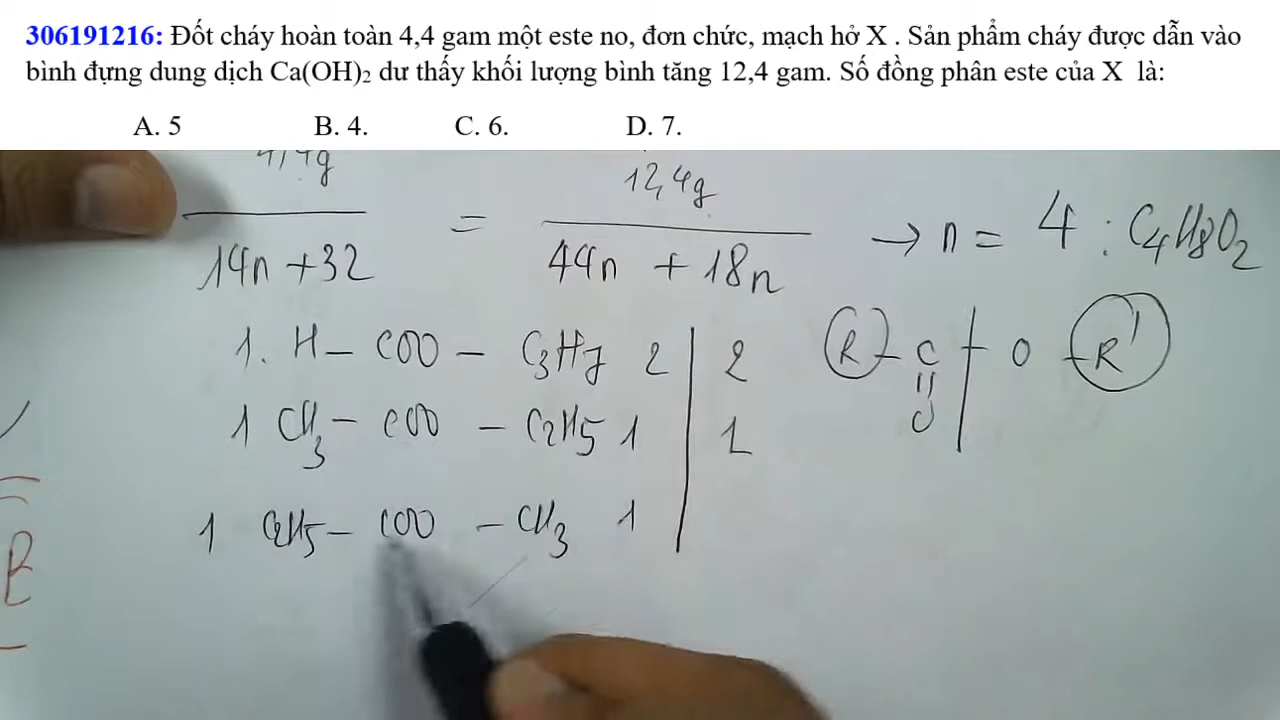 306191216: Đốt cháy hoàn toàn 4,4 gam một este no, đơn chức, mạch hở X . Sản phẩm cháy được dẫn vào
bình đựng dung dịch Ca(OH)₂ dư thấy khối lượng bình tăng 12,4 gam. Số đồng phân este của X là:
A. 5 B. 4. C. 6. D. 7.
4,4g = 12,4g
14n + 32 44n + 18n → n = 4 : C4H8O2
1. H – COO – C3H7 2 2 R – C – O – R'
O
1 CH3 – COO – C2H5 1 1
1 C2H5 – COO – CH3 1